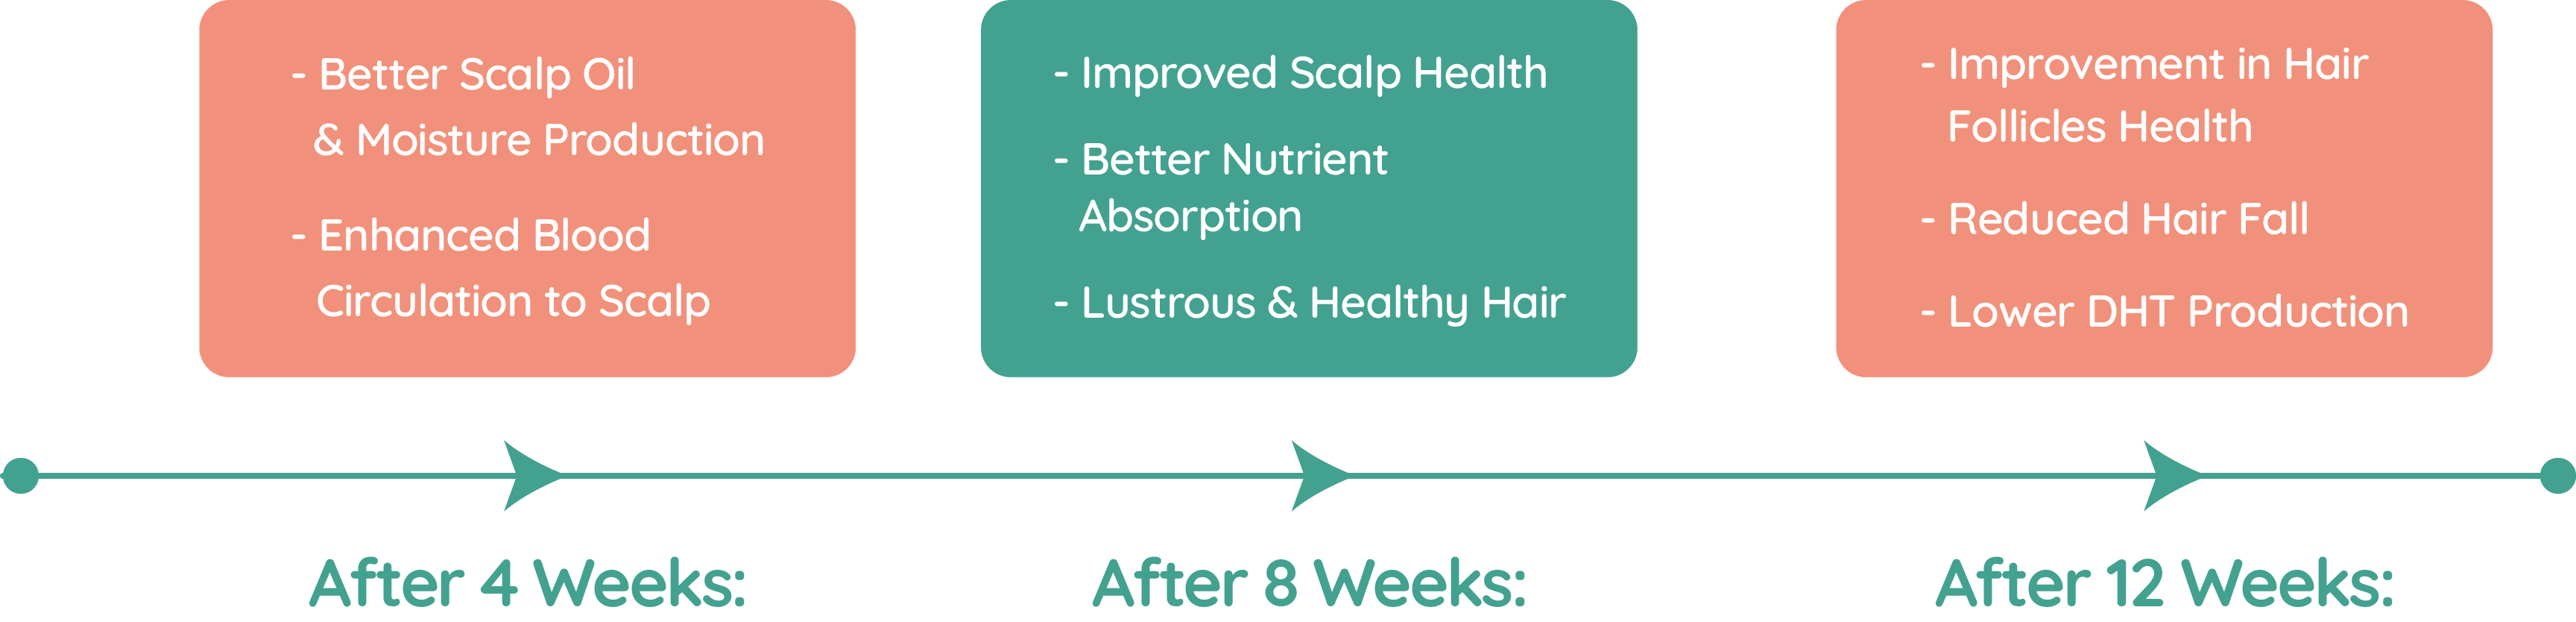 - Better Scalp Oil
& Moisture Production
- Enhanced Blood
Circulation to Scalp
- Improved Scalp Health
- Better Nutrient
Absorption
- Lustrous & Healthy Hair
- Improvement in Hair
Follicles Health
- Reduced Hair Fall
- Lower DHT Production
After 4 Weeks:
After 8 Weeks:
After 12 Weeks: